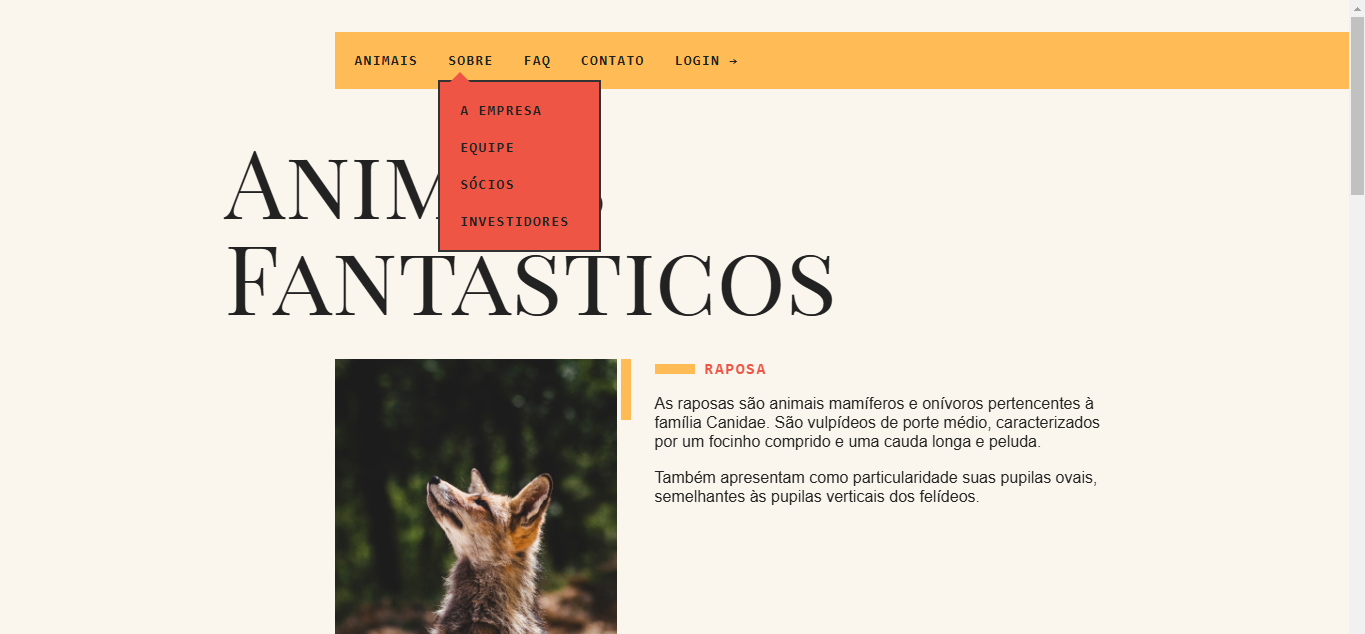 ANIMAIS SOBRE FAQ CONTATO LOGIN →
A EMPRESA
EQUIPE
SÓCIOS
INVESTIDORES
FANTASTICOS
RAPOSA
As raposas são animais mamíferos e onívoros pertencentes à
família Canidae. São vulpídeos de porte médio, caracterizados
por um focinho comprido e uma cauda longa e peluda.
Também apresentam como particularidade suas pupilas ovais,
semelhantes às pupilas verticais dos felídeos.